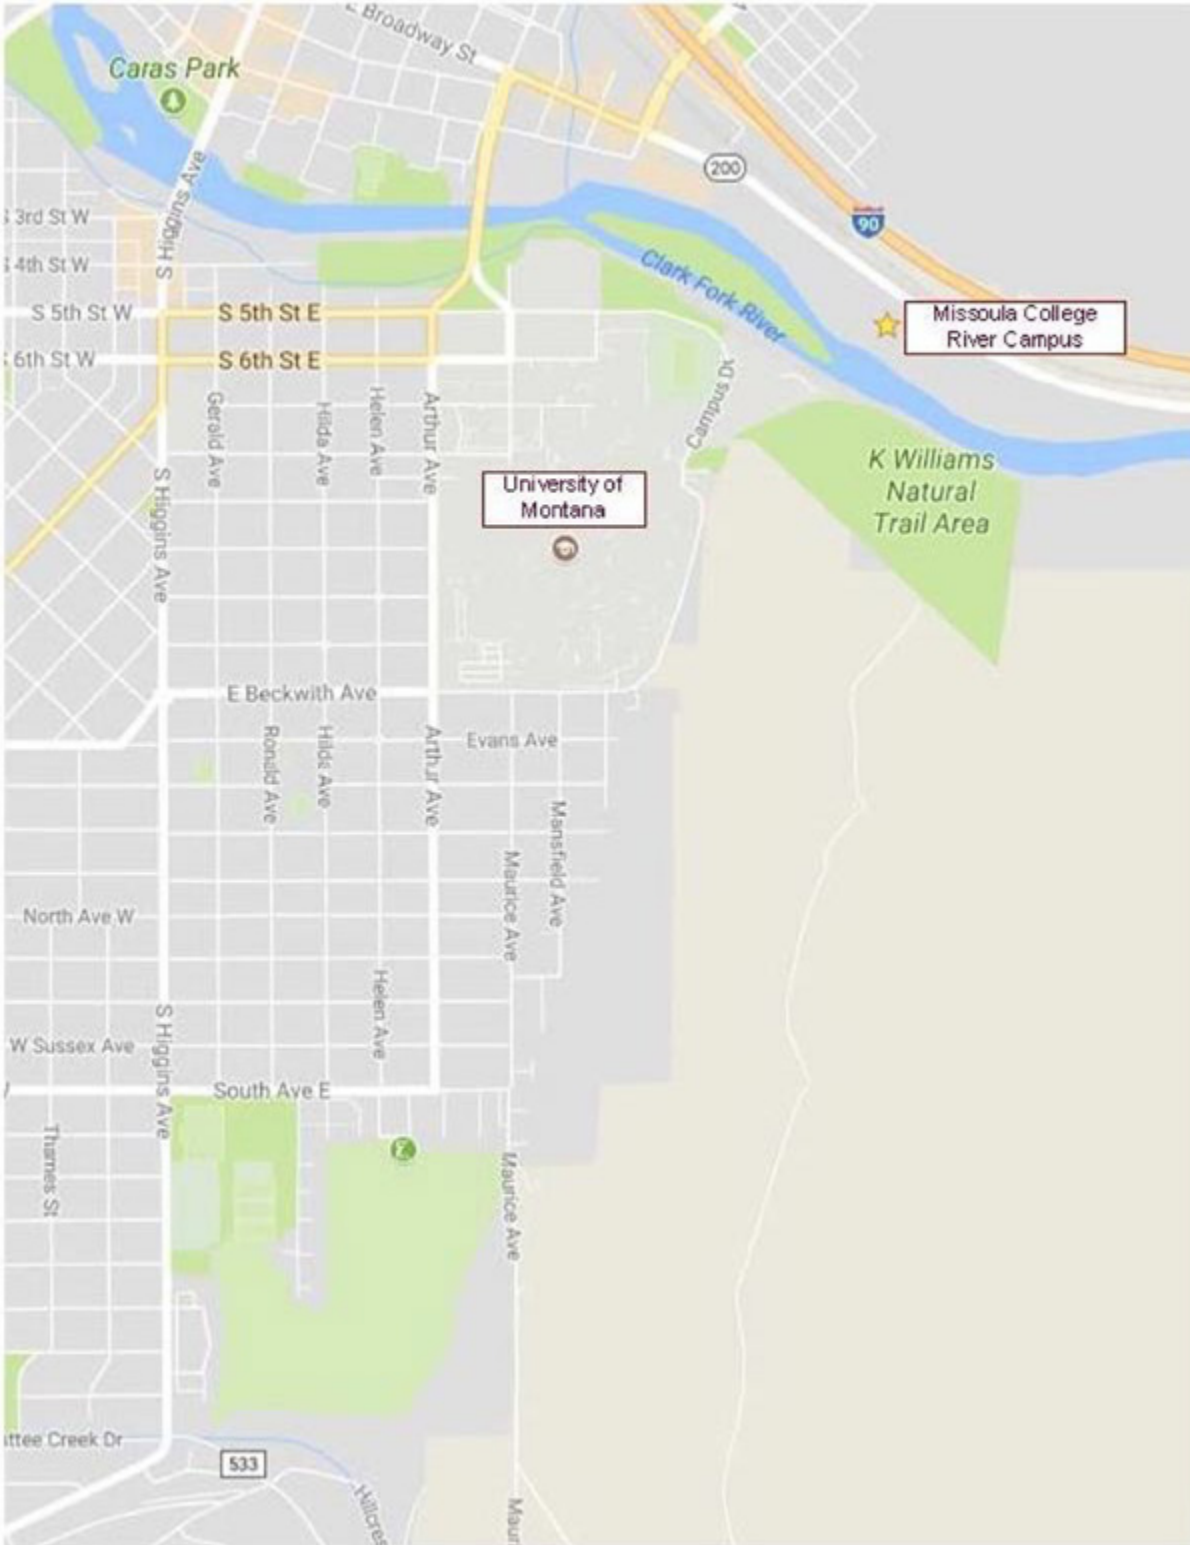 E Broadway St
Caras Park
200
S Higgins Ave
90
3rd St W
4th St W
Clark Fork River
S 5th St W
S 5th St E
Missoula College
River Campus
6th St W
S 6th St E
Campus Dr
Gerald Ave
Hilda Ave
Helen Ave
Arthur Ave
K Williams
Natural
Trail Area
S Higgins Ave
University of
Montana
E Beckwith Ave
Ronald Ave
Hilda Ave
Arthur Ave
Evans Ave
Mansfield Ave
Maurice Ave
North Ave W
Helen Ave
S Higgins Ave
W Sussex Ave
South Ave E
Thames St
Maurice Ave
ttee Creek Dr
533
Hillcres
Maur